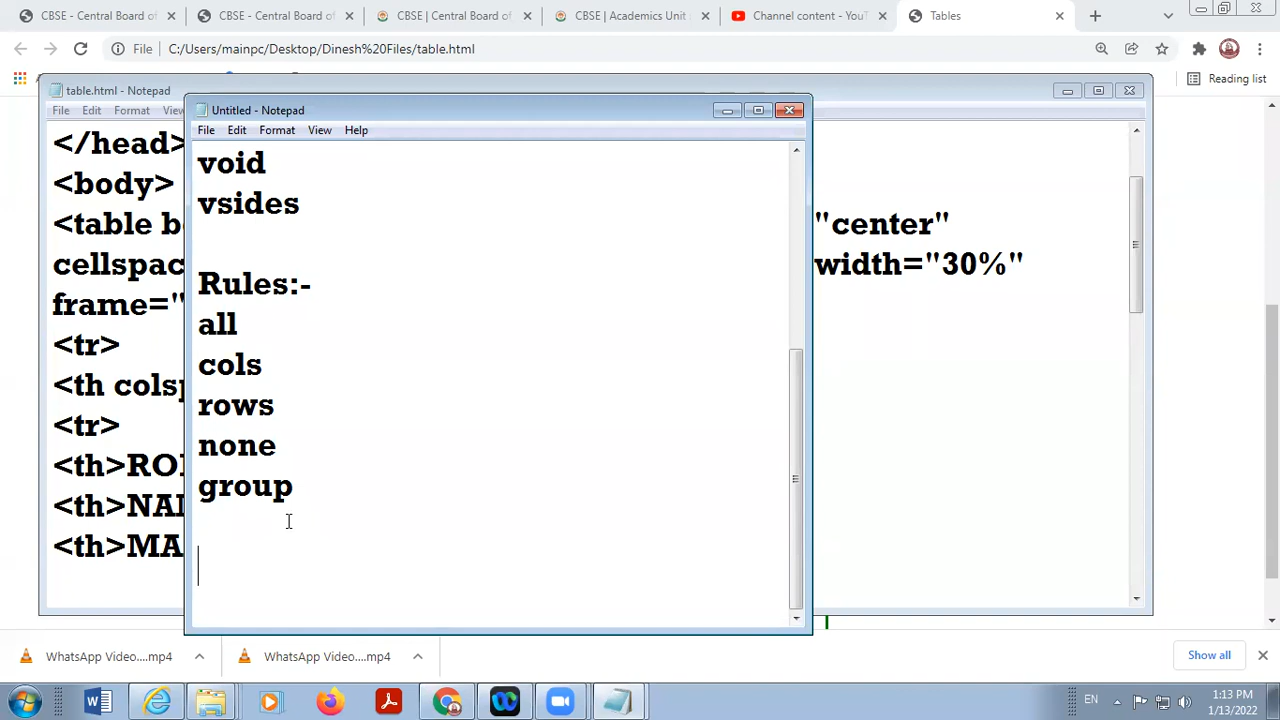 CBSE - Central Board of
CBSE - Central Board of
CBSE | Central Board of
CBSE | Academics Unit
Channel content - YouT
Tables
File
C:/Users/mainpc/Desktop/Dinesh%20Files/table.html
Reading list
table.html - Notepad
File Edit Format View
Untitled - Notepad
File Edit Format View Help
</head>
<body>
<table b
"center"
cellspac
width="30%"
frame="
<tr>
<th colsp
<tr>
<th>RO
<th>NA
<th>MA
void
vsides
Rules:-
all
cols
rows
none
group
WhatsApp Video....mp4
WhatsApp Video....mp4
Show all
EN
1:13 PM
1/13/2022